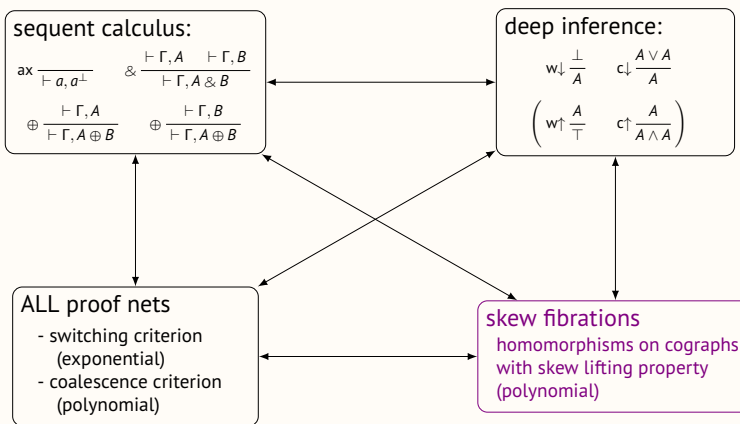 sequent calculus:
ax ⊢ a, a⊥
& ⊢ Γ, A ⊢ Γ, B / ⊢ Γ, A & B
⊕ ⊢ Γ, A / ⊢ Γ, A ⊕ B
⊕ ⊢ Γ, B / ⊢ Γ, A ⊕ B
deep inference:
w↓ ⊥ / A
c↓ A ∨ A / A
( w↑ A / ⊤
c↑ A / A ∧ A )
ALL proof nets
- switching criterion
(exponential)
- coalescence criterion
(polynomial)
skew fibrations
homomorphisms on cographs
with skew lifting property
(polynomial)